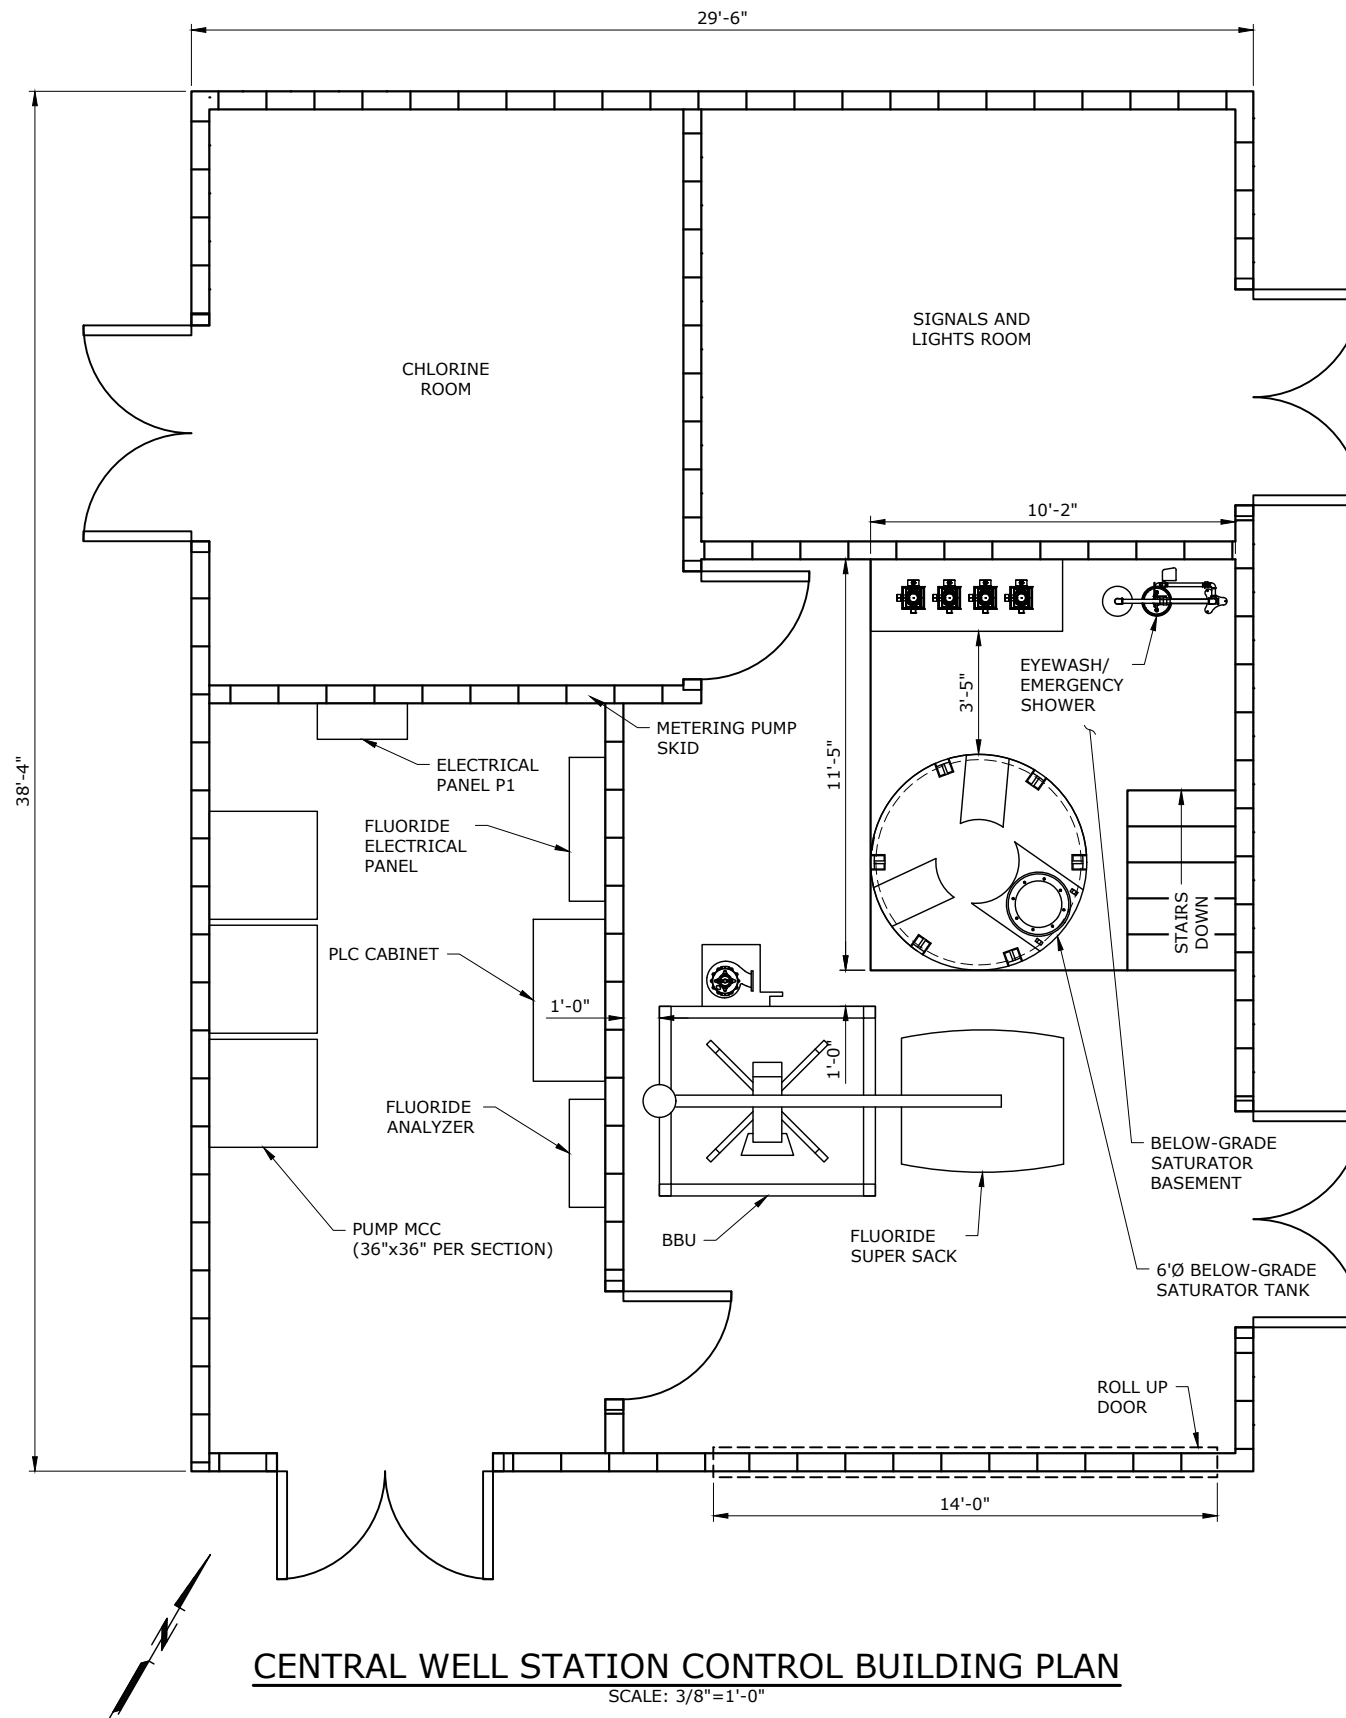 29'-6"
38'-4"
CHLORINE
ROOM
SIGNALS AND
LIGHTS ROOM
10'-2"
EYEWASH/
EMERGENCY
SHOWER
3'-5"
11'-5"
METERING PUMP
SKID
ELECTRICAL
PANEL P1
FLUORIDE
ELECTRICAL
PANEL
STAIRS
DOWN
PLC CABINET
1'-0"
1'-0"
FLUORIDE
ANALYZER
BELOW-GRADE
SATURATOR
BASEMENT
PUMP MCC
(36"x36" PER SECTION)
BBU
FLUORIDE
SUPER SACK
6'Ø BELOW-GRADE
SATURATOR TANK
ROLL UP
DOOR
14'-0"
N
CENTRAL WELL STATION CONTROL BUILDING PLAN
SCALE: 3/8"=1'-0"